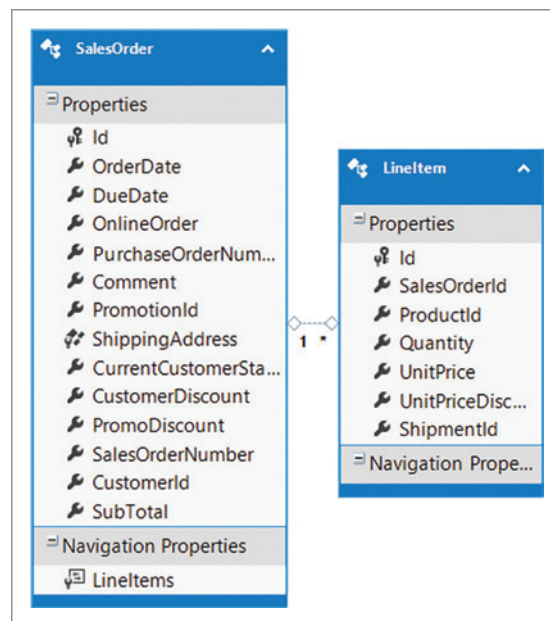 SalesOrder
Properties
Id
OrderDate
DueDate
OnlineOrder
PurchaseOrderNum...
Comment
PromotionId
ShippingAddress
CurrentCustomerSta...
CustomerDiscount
PromoDiscount
SalesOrderNumber
CustomerId
SubTotal
Navigation Properties
LineItems
1 *
LineItem
Properties
Id
SalesOrderId
ProductId
Quantity
UnitPrice
UnitPriceDisc...
ShipmentId
Navigation Prope...